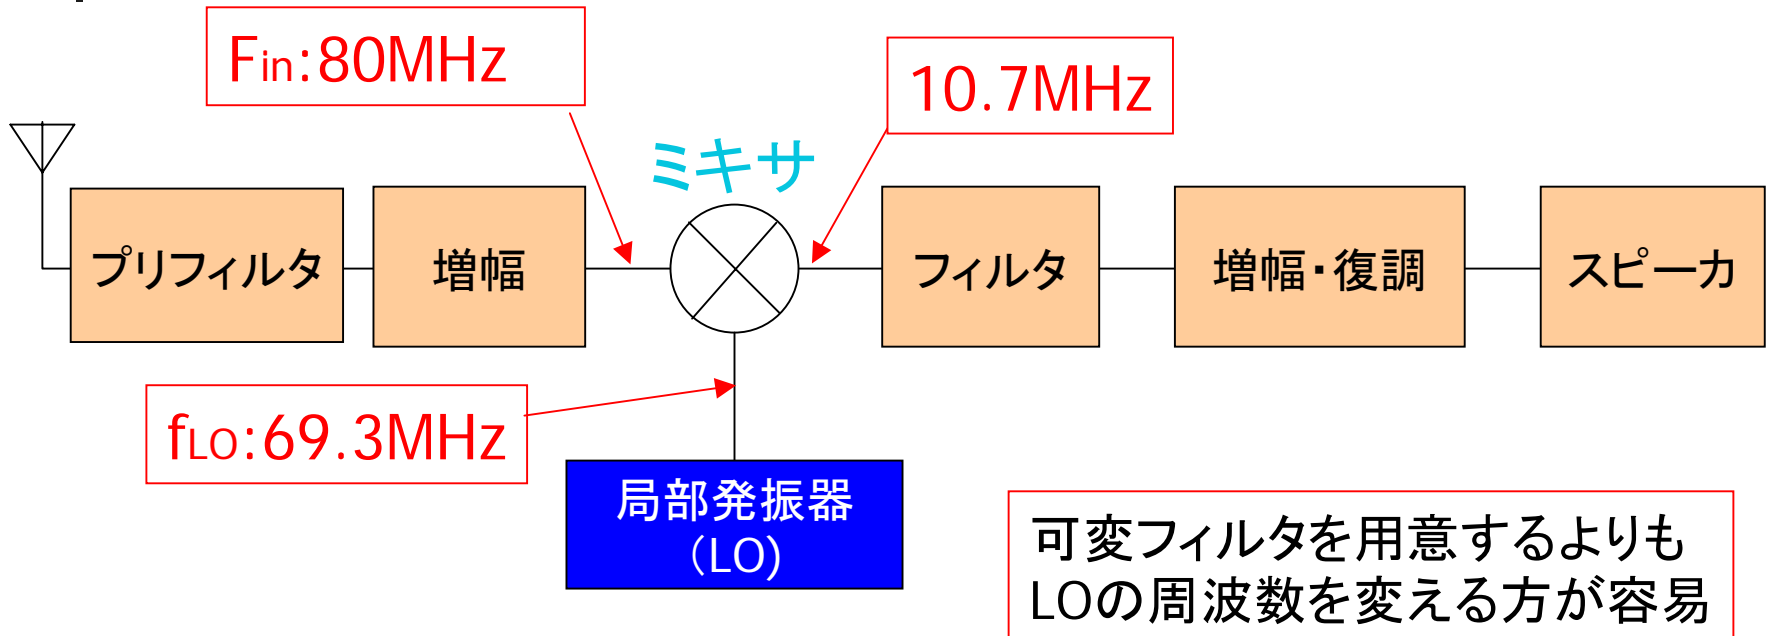 Fin:80MHz
10.7MHz
ミキサ
プリフィルタ
増幅
フィルタ
増幅・復調
スピーカ
fLO:69.3MHz
局部発振器
(LO)
可変フィルタを用意するよりも
LOの周波数を変える方が容易